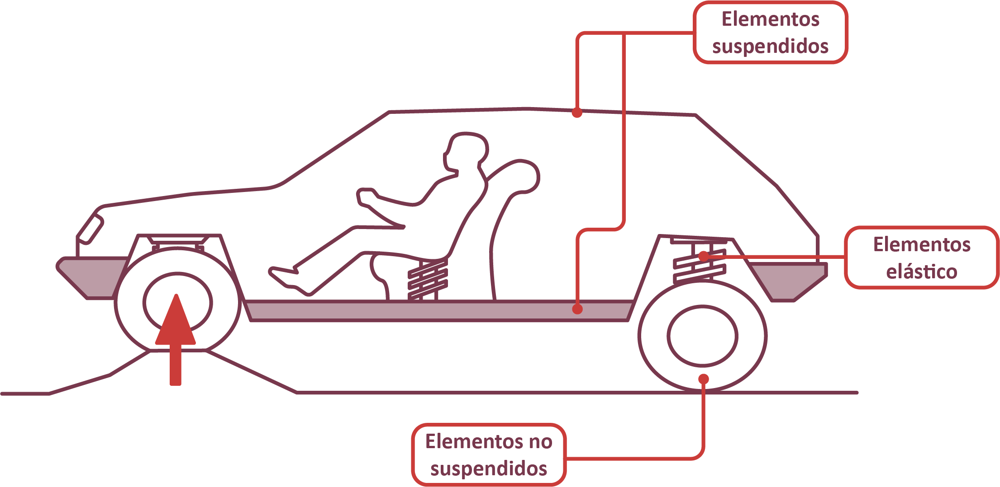 Elementos
suspendidos
Elementos
elástico
Elementos no
suspendidos